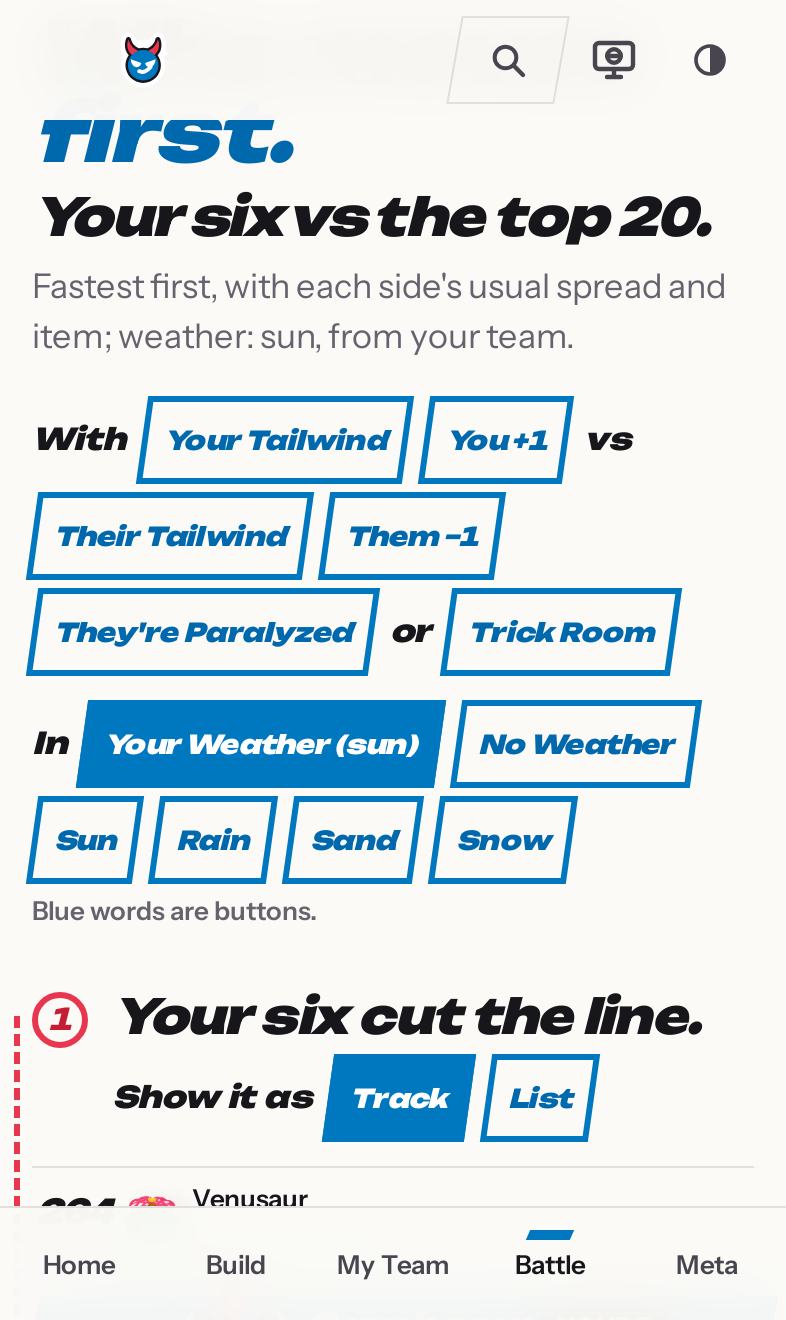 first.
Your six vs the top 20.
Fastest first, with each side's usual spread and
item; weather: sun, from your team.
With Your Tailwind You +1 vs
Their Tailwind Them −1
They're Paralyzed or Trick Room
In Your Weather (sun) No Weather
Sun Rain Sand Snow
Blue words are buttons.
1 Your six cut the line.
Show it as Track List
Venusaur
Home Build My Team Battle Meta